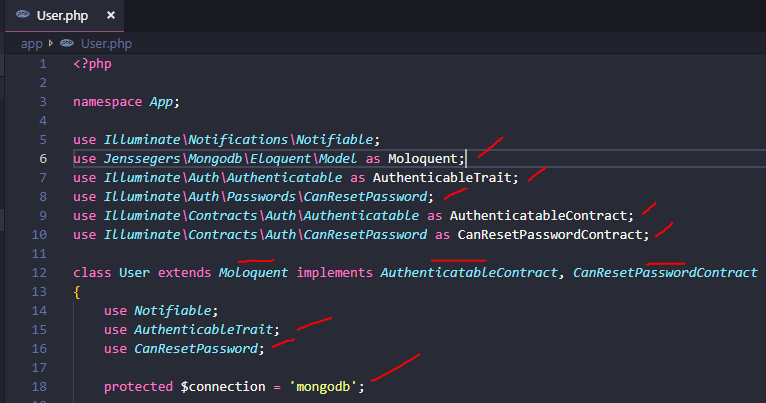 User.php ×
app User.php
1 <?php
2
3 namespace App;
4
5 use Illuminate\Notifications\Notifiable;
6 use Jenssegers\Mongodb\Eloquent\Model as Moloquent;
7 use Illuminate\Auth\Authenticatable as AuthenticableTrait;
8 use Illuminate\Auth\Passwords\CanResetPassword;
9 use Illuminate\Contracts\Auth\Authenticatable as AuthenticatableContract;
10 use Illuminate\Contracts\Auth\CanResetPassword as CanResetPasswordContract;
11
12 class User extends Moloquent implements AuthenticatableContract, CanResetPasswordContract
13 {
14 use Notifiable;
15 use AuthenticableTrait;
16 use CanResetPassword;
17
18 protected $connection = 'mongodb';